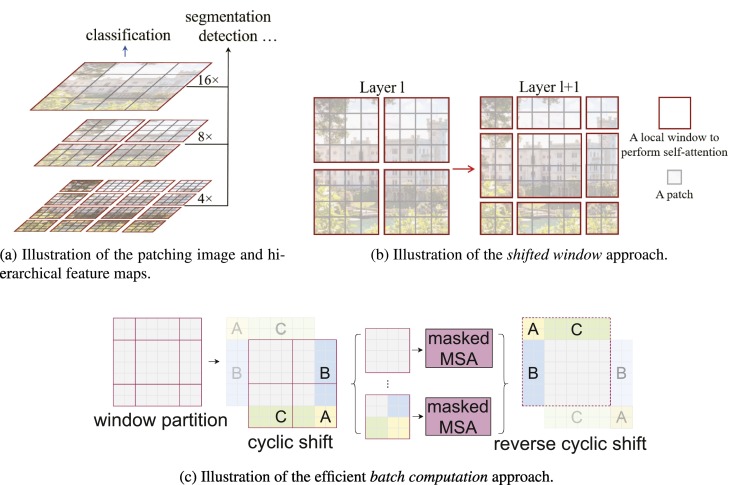 segmentation
classification
detection ...
16×
8×
4×
(a) Illustration of the patching image and hi-
erarchical feature maps.
Layer l
Layer l+1
A local window to
perform self-attention
A patch
(b) Illustration of the shifted window approach.
A
C
B
B
C
A
window partition
cyclic shift
masked
MSA
⋮
masked
MSA
A
C
B
B
C
A
reverse cyclic shift
(c) Illustration of the efficient batch computation approach.